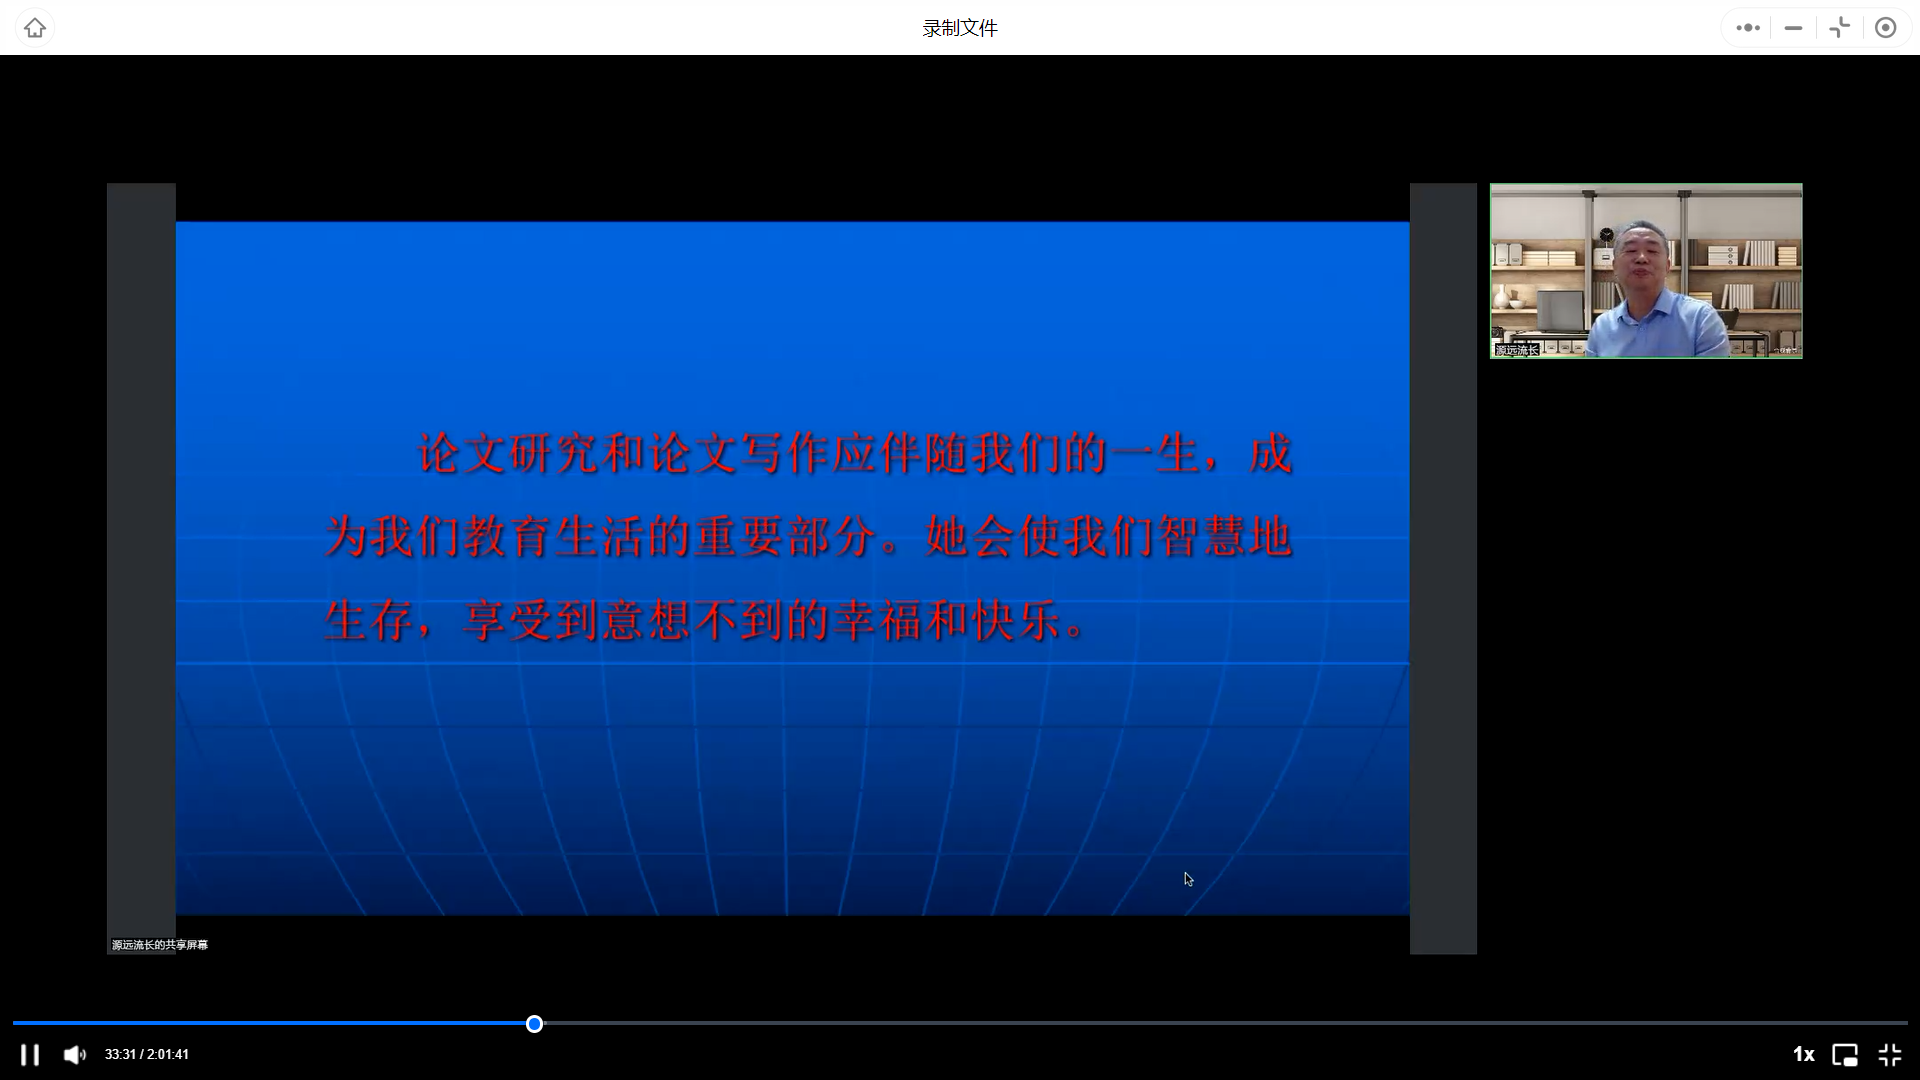 录制文件
论文研究和论文写作应伴随我们的一生，成
为我们教育生活的重要部分。她会使我们智慧地
生存，享受到意想不到的幸福和快乐。
源远流长
源远流长的共享屏幕
33:31 / 2:01:41
1x